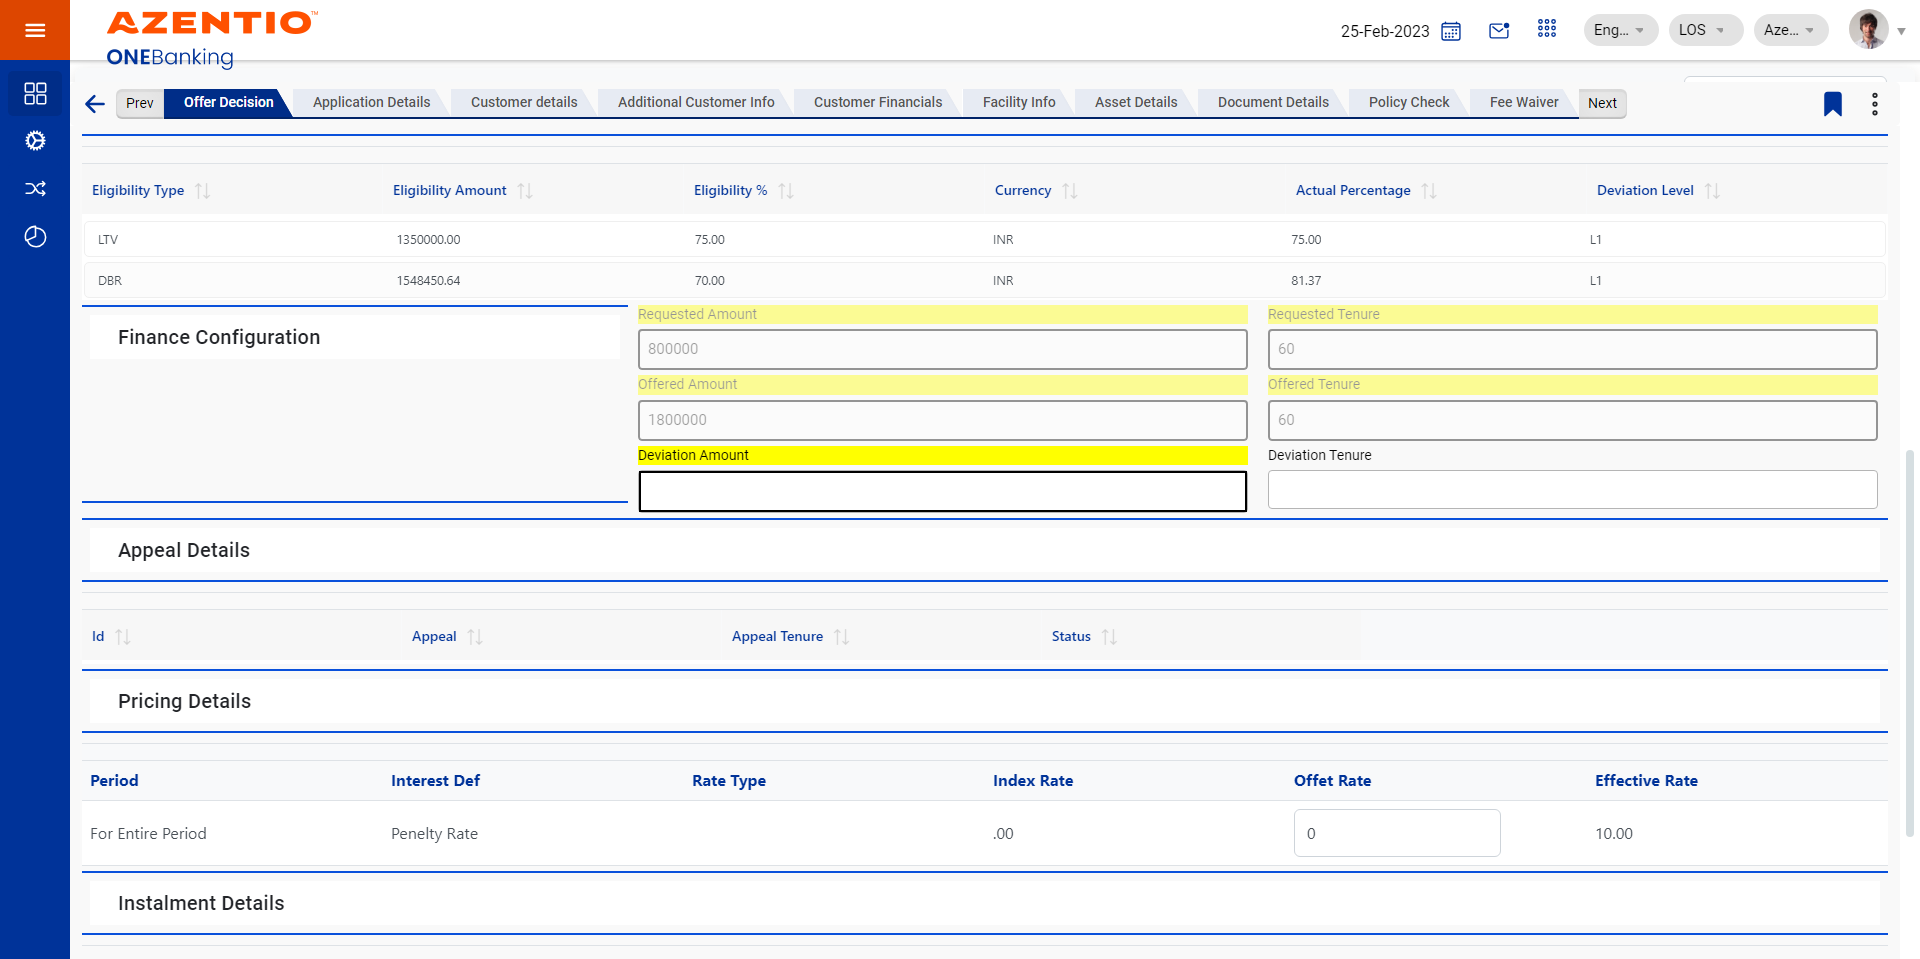 AZENTIO™
ONEBanking
25-Feb-2023
Eng...
LOS
Aze...
Prev
Offer Decision
Application Details
Customer details
Additional Customer Info
Customer Financials
Facility Info
Asset Details
Document Details
Policy Check
Fee Waiver
Next
Eligibility Type Eligibility Amount Eligibility % Currency Actual Percentage Deviation Level
LTV 1350000.00 75.00 INR 75.00 L1
DBR 1548450.64 70.00 INR 81.37 L1
Finance Configuration
Requested Amount Requested Tenure
800000 60
Offered Amount Offered Tenure
1800000 60
Deviation Amount Deviation Tenure
Appeal Details
Id Appeal Appeal Tenure Status
Pricing Details
Period Interest Def Rate Type Index Rate Offet Rate Effective Rate
For Entire Period Penelty Rate .00 0 10.00
Instalment Details